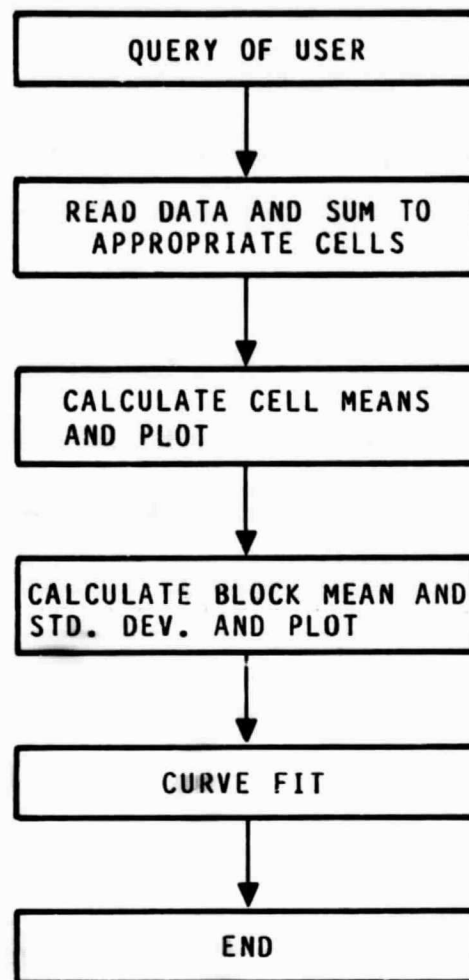 QUERY OF USER
READ DATA AND SUM TO
APPROPRIATE CELLS
CALCULATE CELL MEANS
AND PLOT
CALCULATE BLOCK MEAN AND
STD. DEV. AND PLOT
CURVE FIT
END